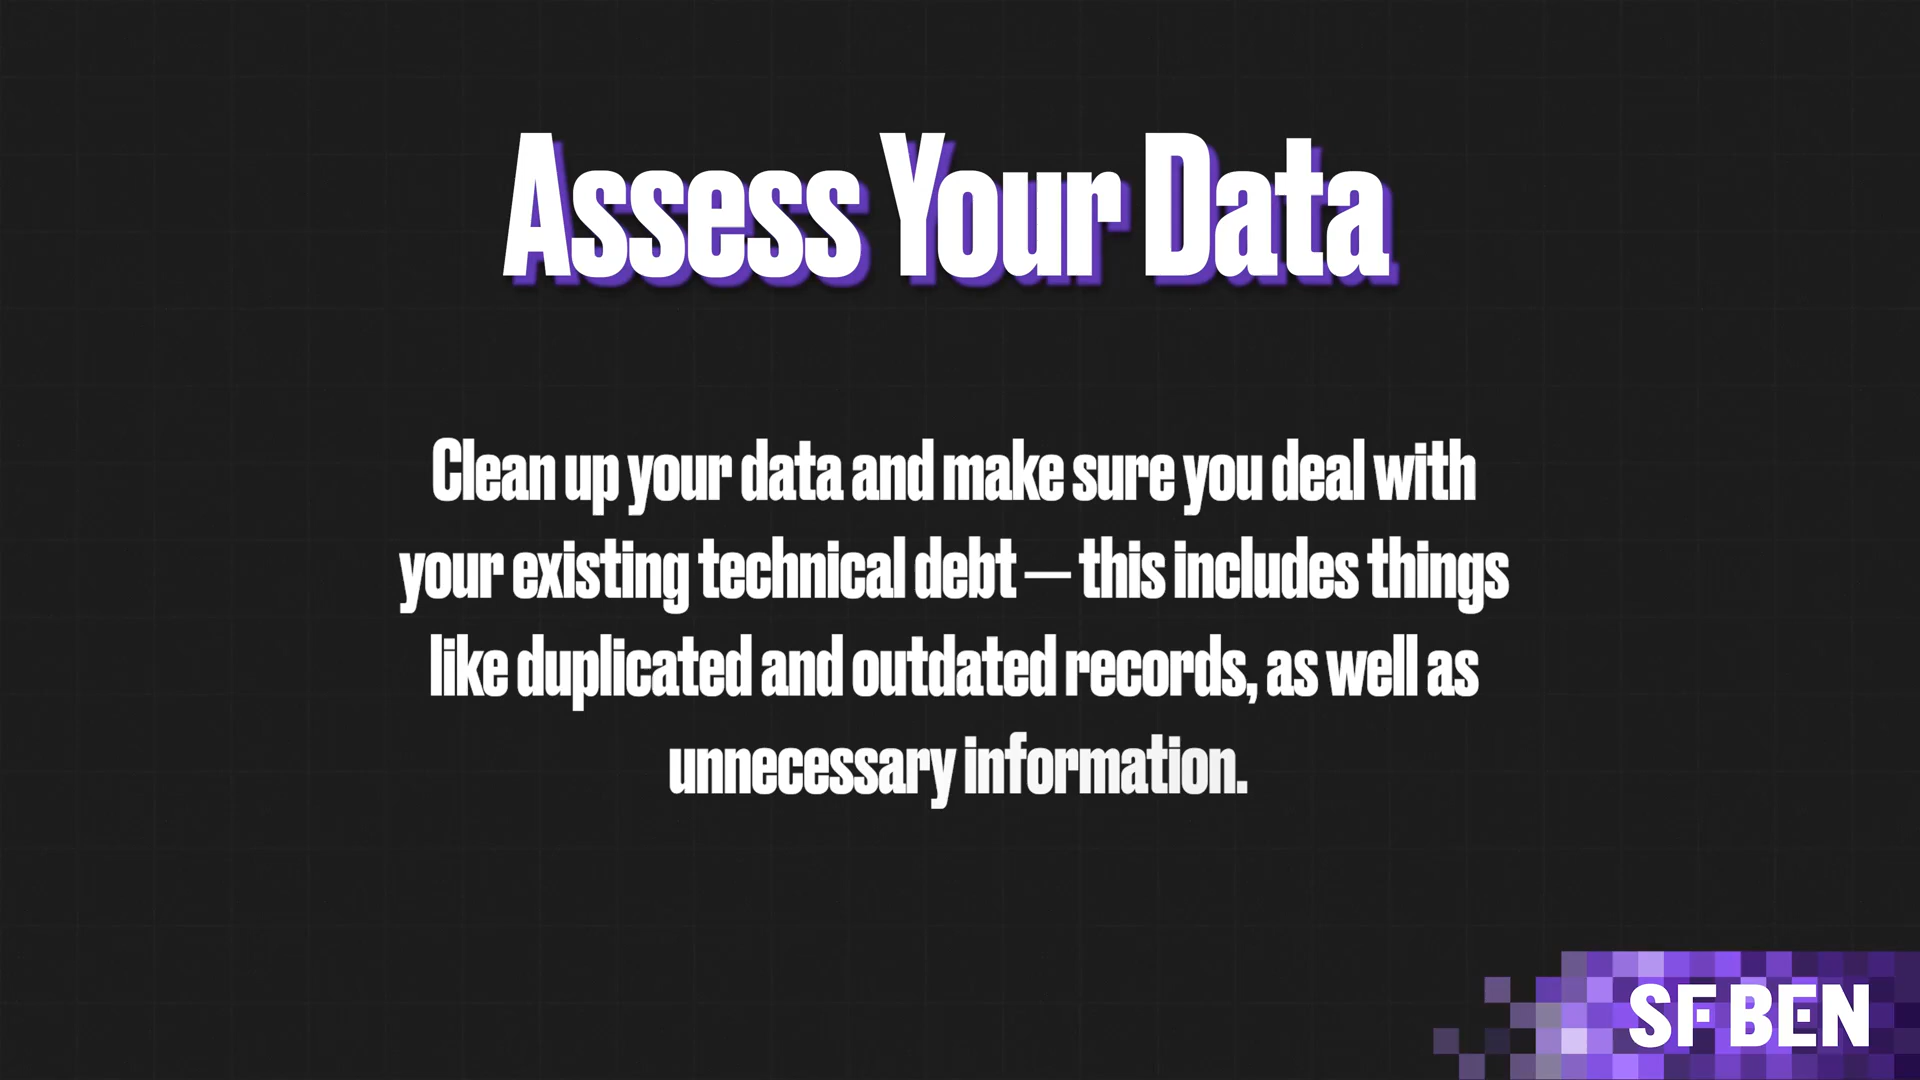 Assess Your Data
Clean up your data and make sure you deal with
your existing technical debt — this includes things
like duplicated and outdated records, as well as
unnecessary information.
SF BEN